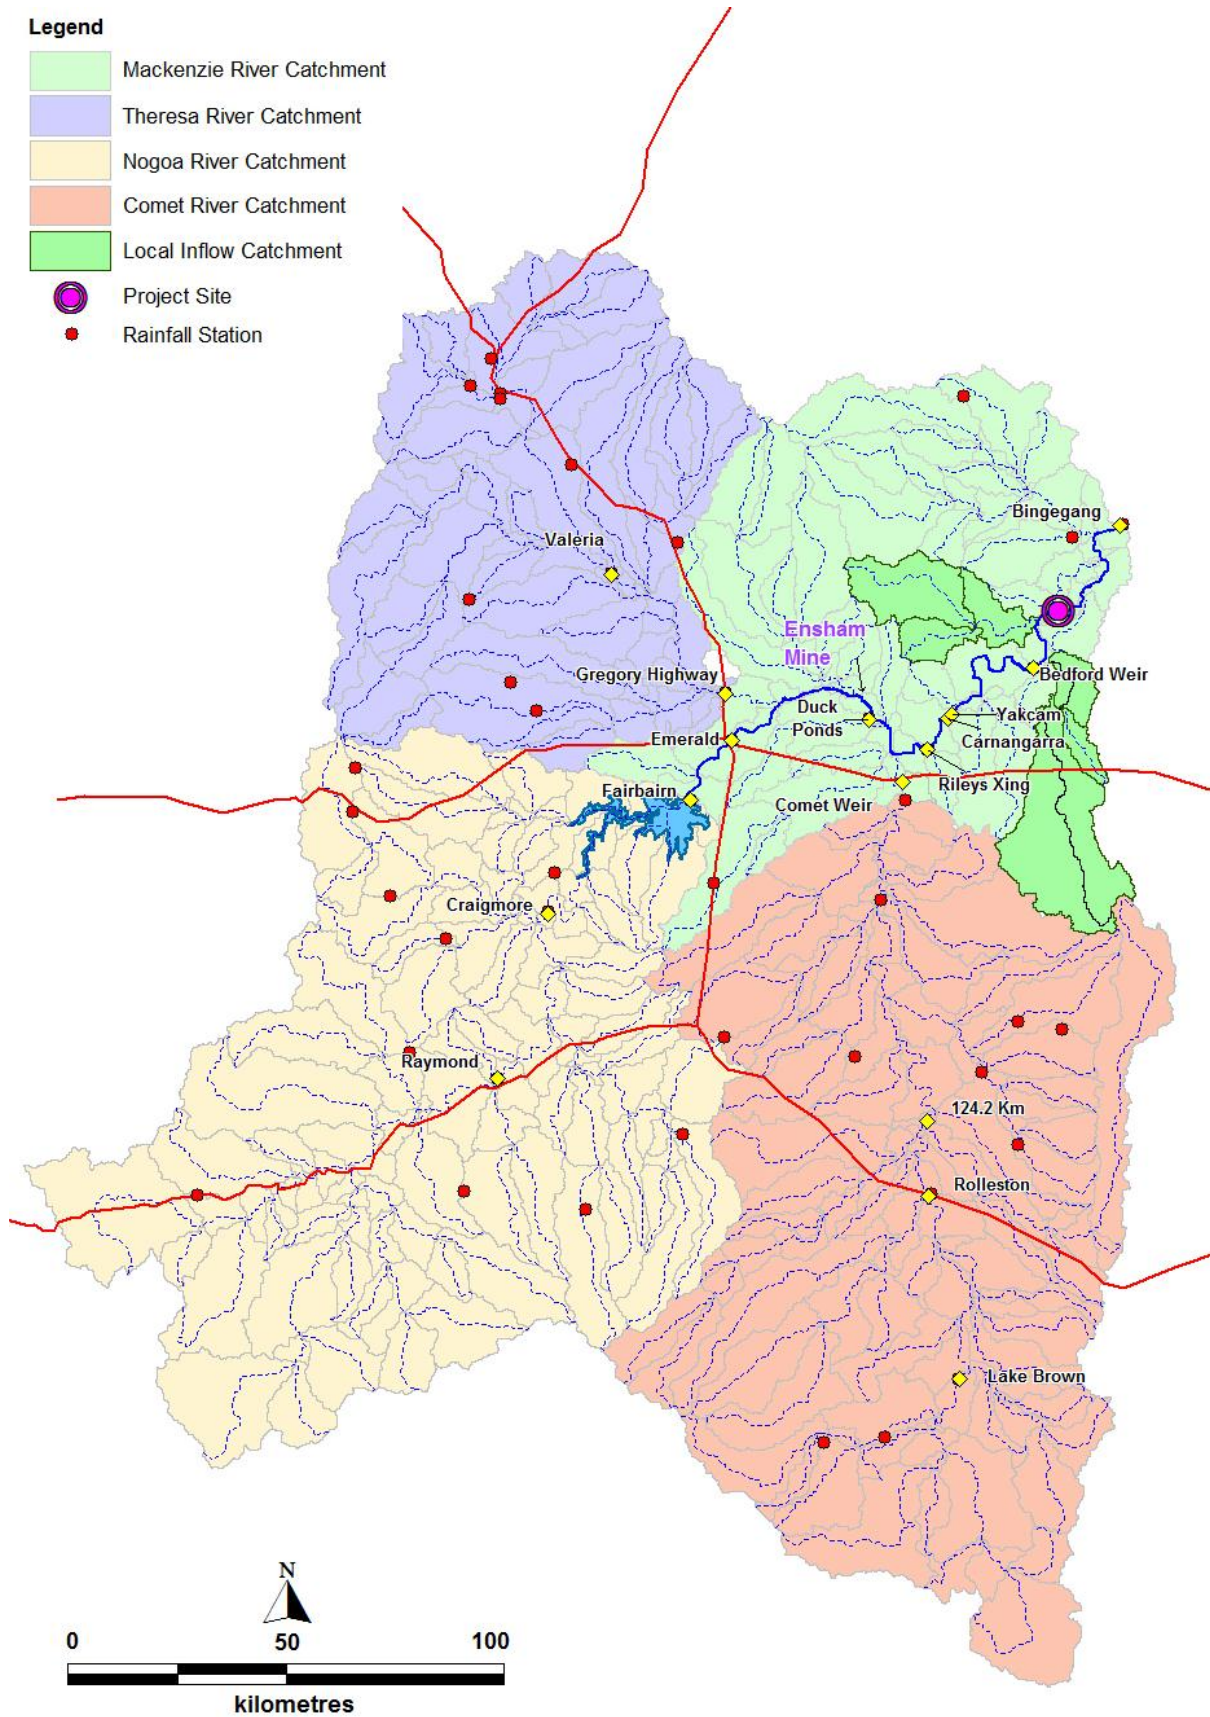 Legend
Mackenzie River Catchment
Theresa River Catchment
Nogoa River Catchment
Comet River Catchment
Local Inflow Catchment
Project Site
Rainfall Station
Bingegang
Valeria
Ensham
Mine
Gregory Highway
Bedford Weir
Duck
Ponds
Yakcam
Emerald
Carnangarra
Fairbairn
Rileys Xing
Comet Weir
Craigmore
Raymond
124.2 Km
Rolleston
Lake Brown
N
0 50 100
kilometres